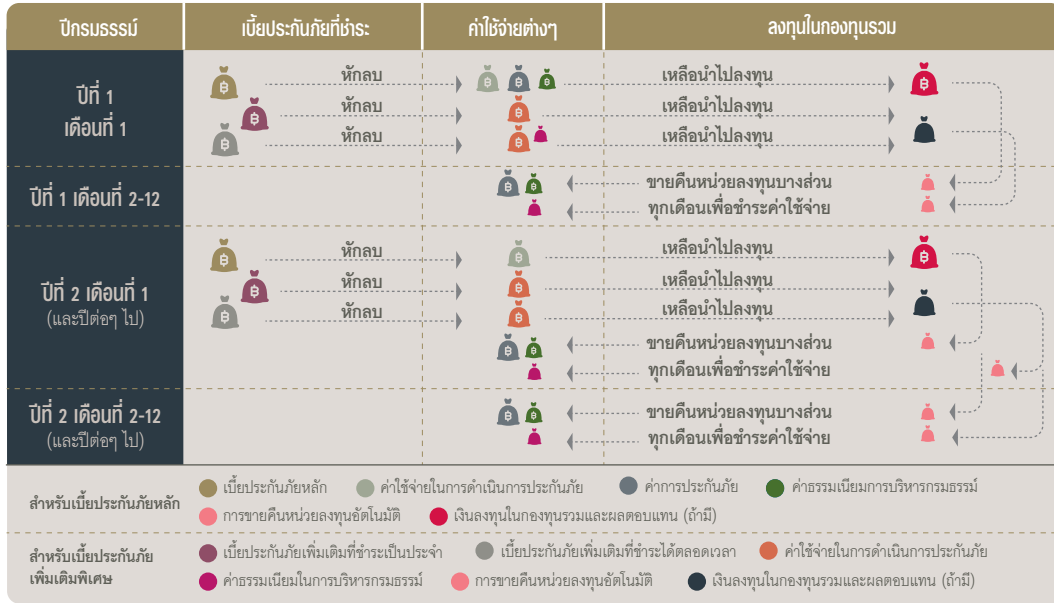 ปีกรมธรรม์ เบี้ยประกันภัยที่ชำระ ค่าใช้จ่ายต่างๆ ลงทุนในกองทุนรวม
ปีที่ 1
เดือนที่ 1
หักลบ เหลือนำไปลงทุน
หักลบ เหลือนำไปลงทุน
หักลบ เหลือนำไปลงทุน
ปีที่ 1 เดือนที่ 2-12
ขายคืนหน่วยลงทุนบางส่วน
ทุกเดือนเพื่อชำระค่าใช้จ่าย
ปีที่ 2 เดือนที่ 1
(และปีต่อๆ ไป)
หักลบ เหลือนำไปลงทุน
หักลบ เหลือนำไปลงทุน
หักลบ เหลือนำไปลงทุน
ขายคืนหน่วยลงทุนบางส่วน
ทุกเดือนเพื่อชำระค่าใช้จ่าย
ปีที่ 2 เดือนที่ 2-12
(และปีต่อๆ ไป)
ขายคืนหน่วยลงทุนบางส่วน
ทุกเดือนเพื่อชำระค่าใช้จ่าย
สำหรับเบี้ยประกันภัยหลัก
เบี้ยประกันภัยหลัก ค่าใช้จ่ายในการดำเนินการประกันภัย ค่าการประกันภัย ค่าธรรมเนียมการบริหารกรมธรรม์
การขายคืนหน่วยลงทุนอัตโนมัติ เงินลงทุนในกองทุนรวมและผลตอบแทน (ถ้ามี)
สำหรับเบี้ยประกันภัย
เพิ่มเติมพิเศษ
เบี้ยประกันภัยเพิ่มเติมที่ชำระเป็นประจำ เบี้ยประกันภัยเพิ่มเติมที่ชำระได้ตลอดเวลา ค่าใช้จ่ายในการดำเนินการประกันภัย
ค่าธรรมเนียมในการบริหารกรมธรรม์ การขายคืนหน่วยลงทุนอัตโนมัติ เงินลงทุนในกองทุนรวมและผลตอบแทน (ถ้ามี)